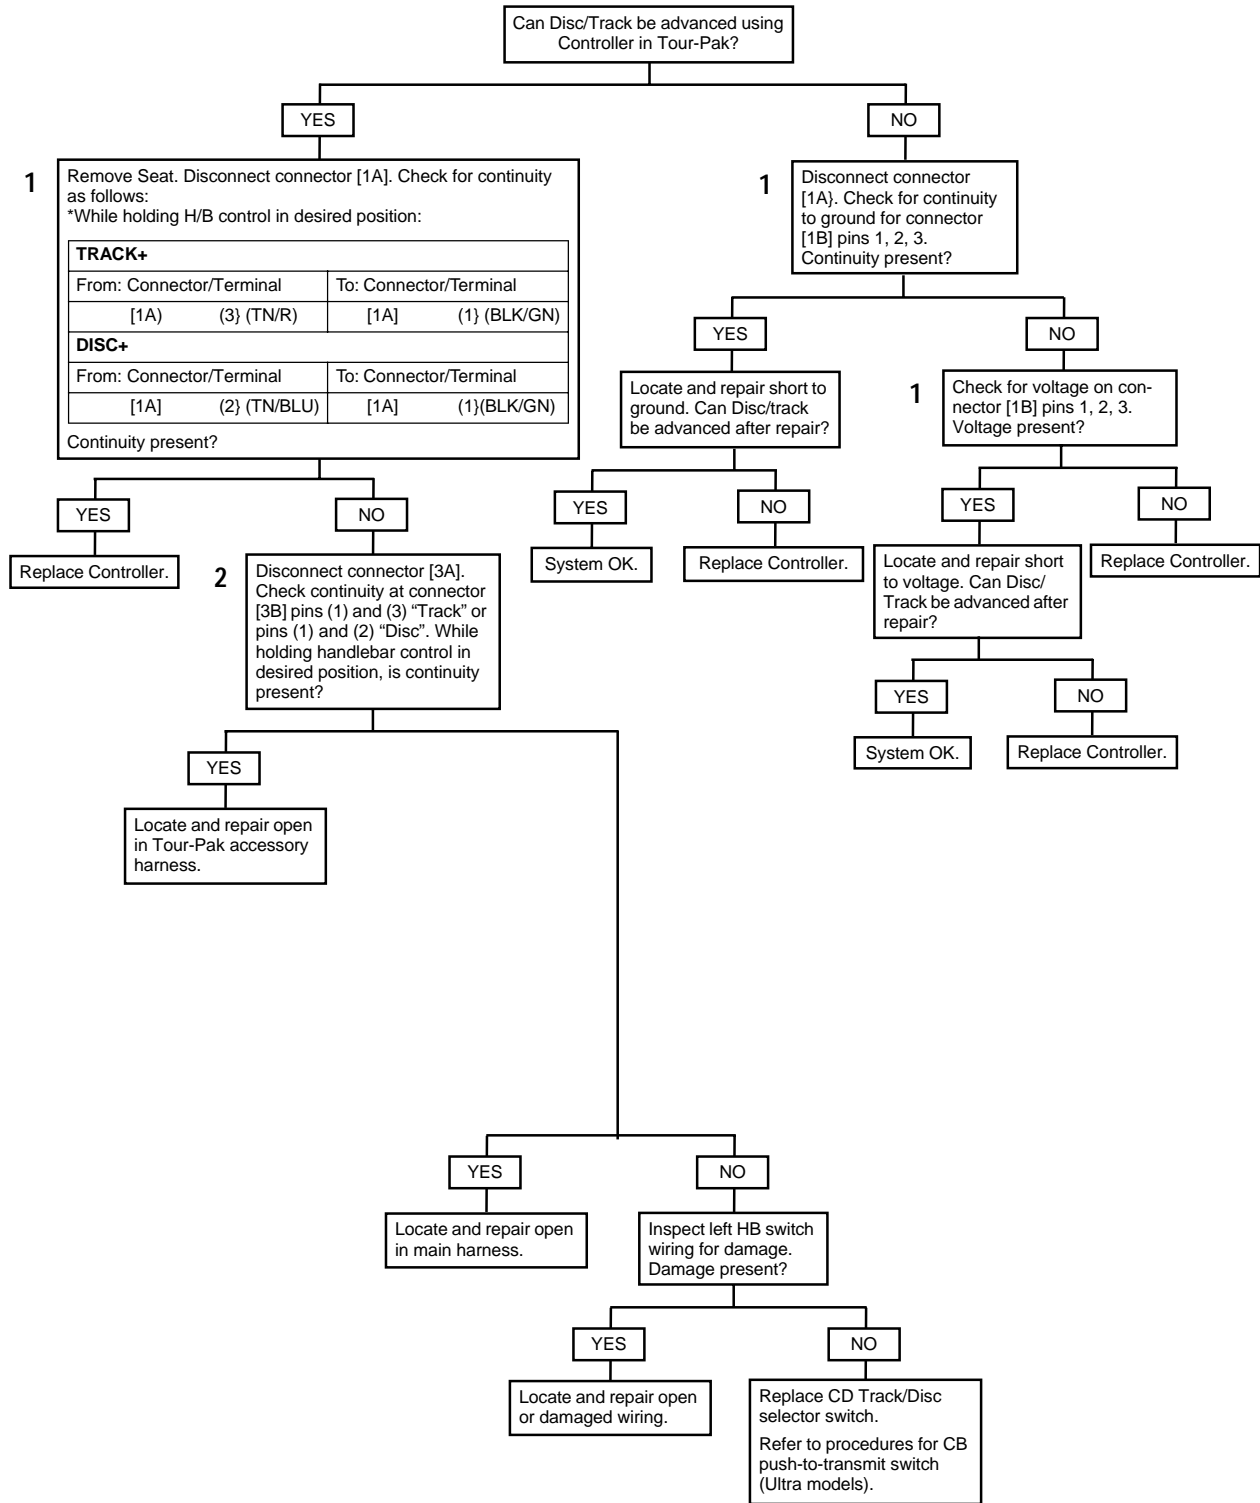 Can Disc/Track be advanced using
Controller in Tour-Pak?
YES
NO
1
Remove Seat. Disconnect connector [1A]. Check for continuity
as follows:
*While holding H/B control in desired position:
TRACK+
From: Connector/Terminal To: Connector/Terminal
[1A) (3} (TN/R) [1A] (1} (BLK/GN)
DISC+
From: Connector/Terminal To: Connector/Terminal
[1A] (2} (TN/BLU) [1A] (1}(BLK/GN)
Continuity present?
1
Disconnect connector
[1A}. Check for continuity
to ground for connector
[1B] pins 1, 2, 3.
Continuity present?
YES
NO
Locate and repair short to
ground. Can Disc/track
be advanced after repair?
1
Check for voltage on con-
nector [1B] pins 1, 2, 3.
Voltage present?
YES
NO
YES
NO
YES
NO
Replace Controller.
2
Disconnect connector [3A].
Check continuity at connector
[3B] pins (1) and (3) “Track” or
pins (1) and (2) “Disc”. While
holding handlebar control in
desired position, is continuity
present?
System OK.
Replace Controller.
Locate and repair short
to voltage. Can Disc/
Track be advanced after
repair?
Replace Controller.
YES
NO
System OK.
Replace Controller.
YES
Locate and repair open
in Tour-Pak accessory
harness.
YES
NO
Locate and repair open
in main harness.
Inspect left HB switch
wiring for damage.
Damage present?
YES
NO
Locate and repair open
or damaged wiring.
Replace CD Track/Disc
selector switch.
Refer to procedures for CB
push-to-transmit switch
(Ultra models).